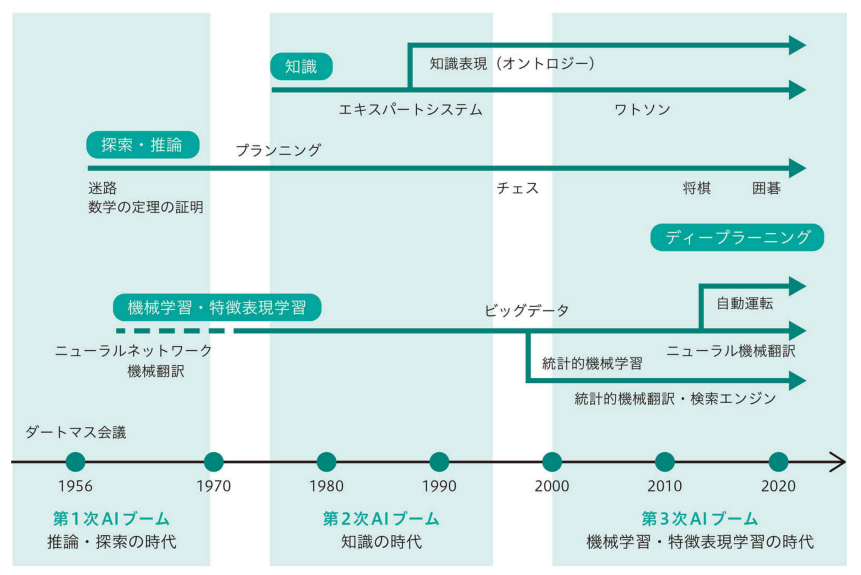 知識
知識表現（オントロジー）
エキスパートシステム
ワトソン
探索・推論
プランニング
迷路
数学の定理の証明
チェス
将棋
囲碁
ディープラーニング
機械学習・特徴表現学習
ビッグデータ
自動運転
ニューラルネットワーク
機械翻訳
統計的機械学習
ニューラル機械翻訳
統計的機械翻訳・検索エンジン
ダートマス会議
1956
1970
1980
1990
2000
2010
2020
第1次AIブーム
推論・探索の時代
第2次AIブーム
知識の時代
第3次AIブーム
機械学習・特徴表現学習の時代